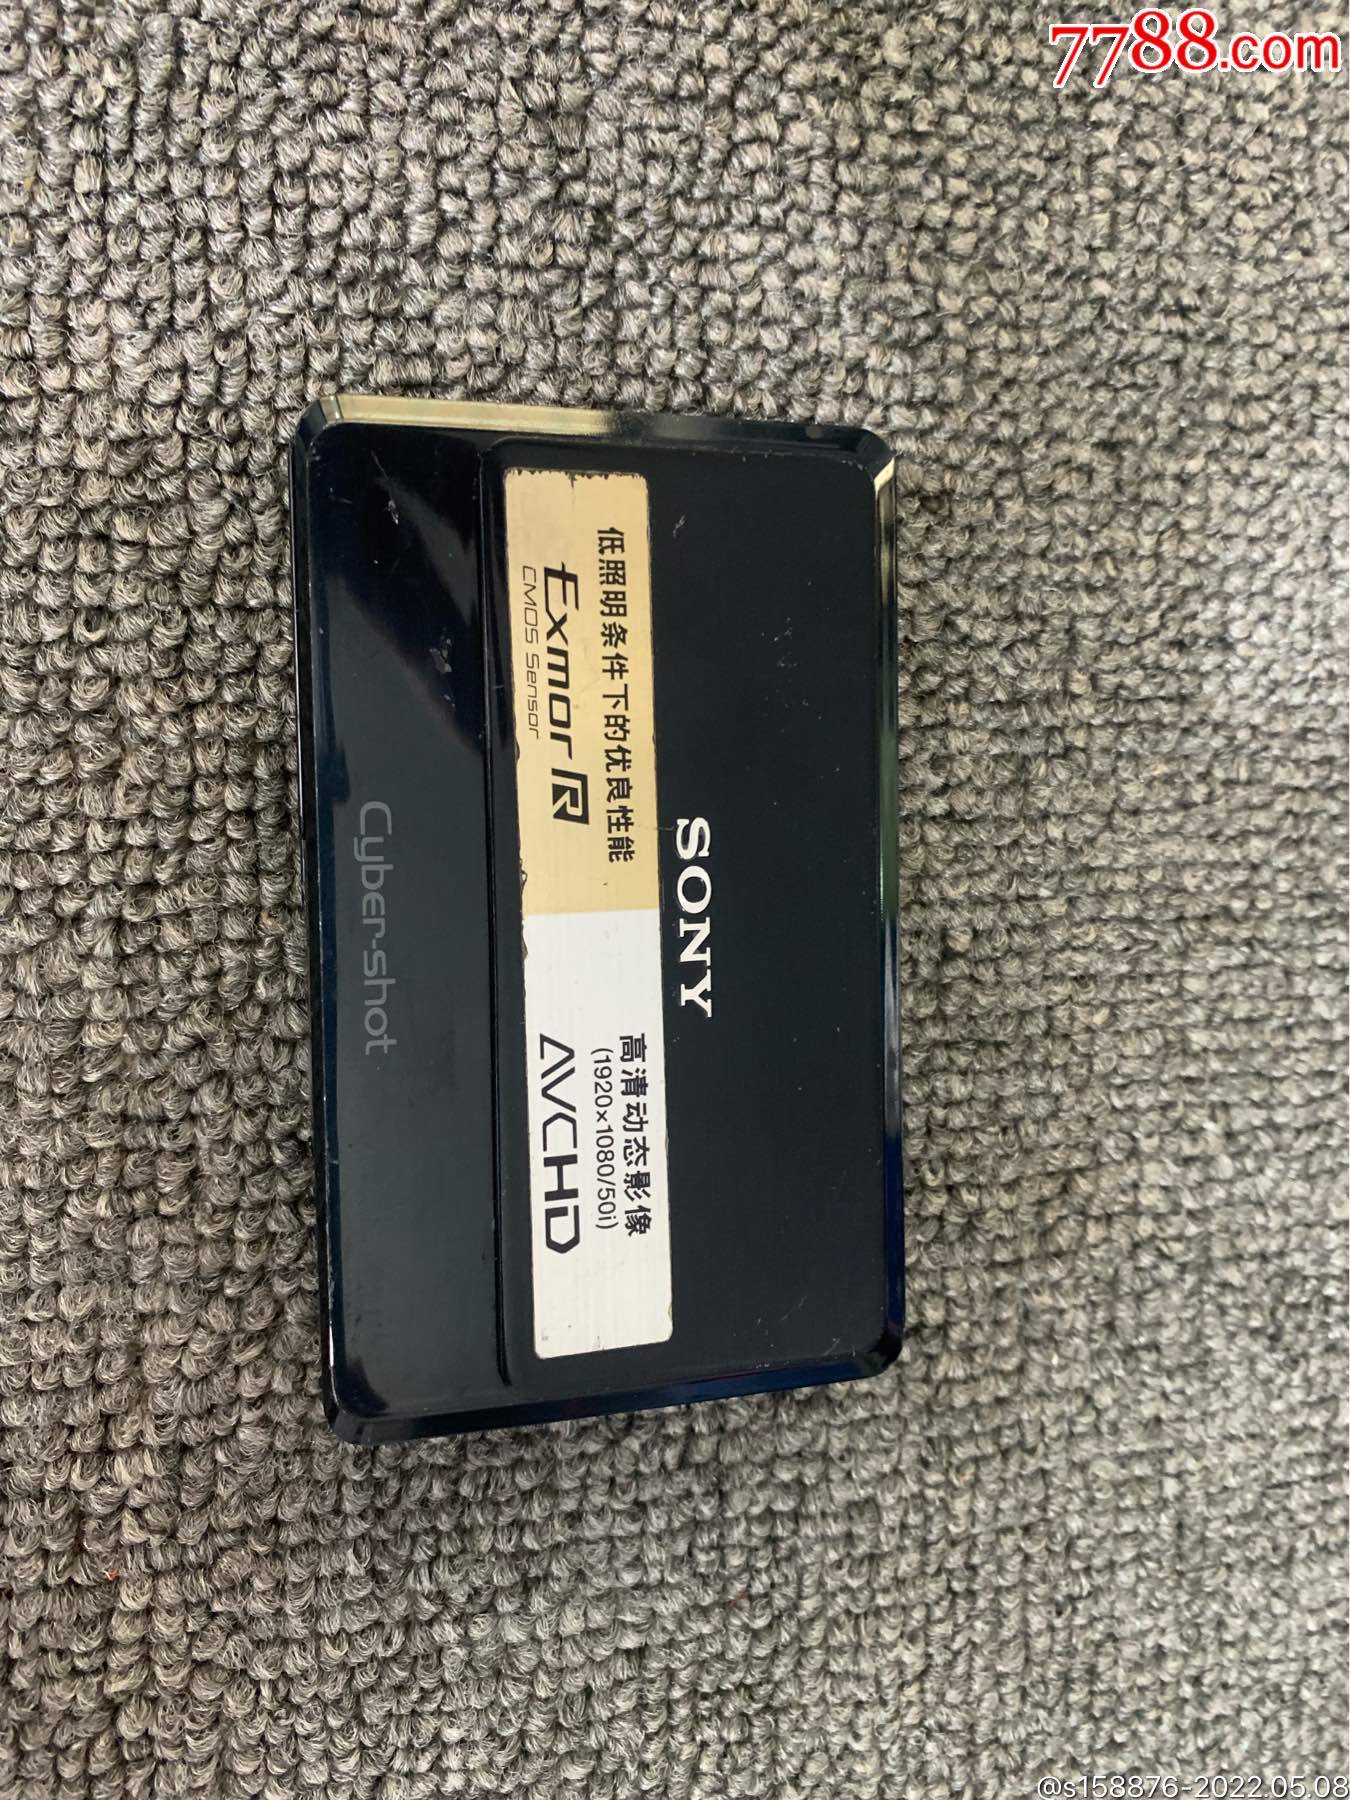 7788.com
SONY
低照明条件下的优良性能
Exmor R
CMOS Sensor
高清动态影像
(1920×1080/50i)
AVCHD
Cyber-shot
@s158876-2022.05.08